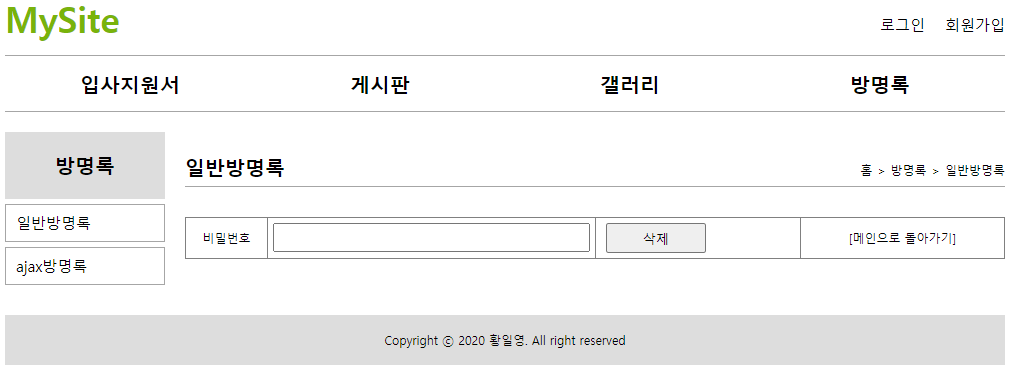 MySite
로그인 회원가입
입사지원서 게시판 갤러리 방명록
방명록
일반방명록
ajax방명록
일반방명록
홈 > 방명록 > 일반방명록
비밀번호 삭제 [메인으로 돌아가기]
Copyright ⓒ 2020 황일영. All right reserved